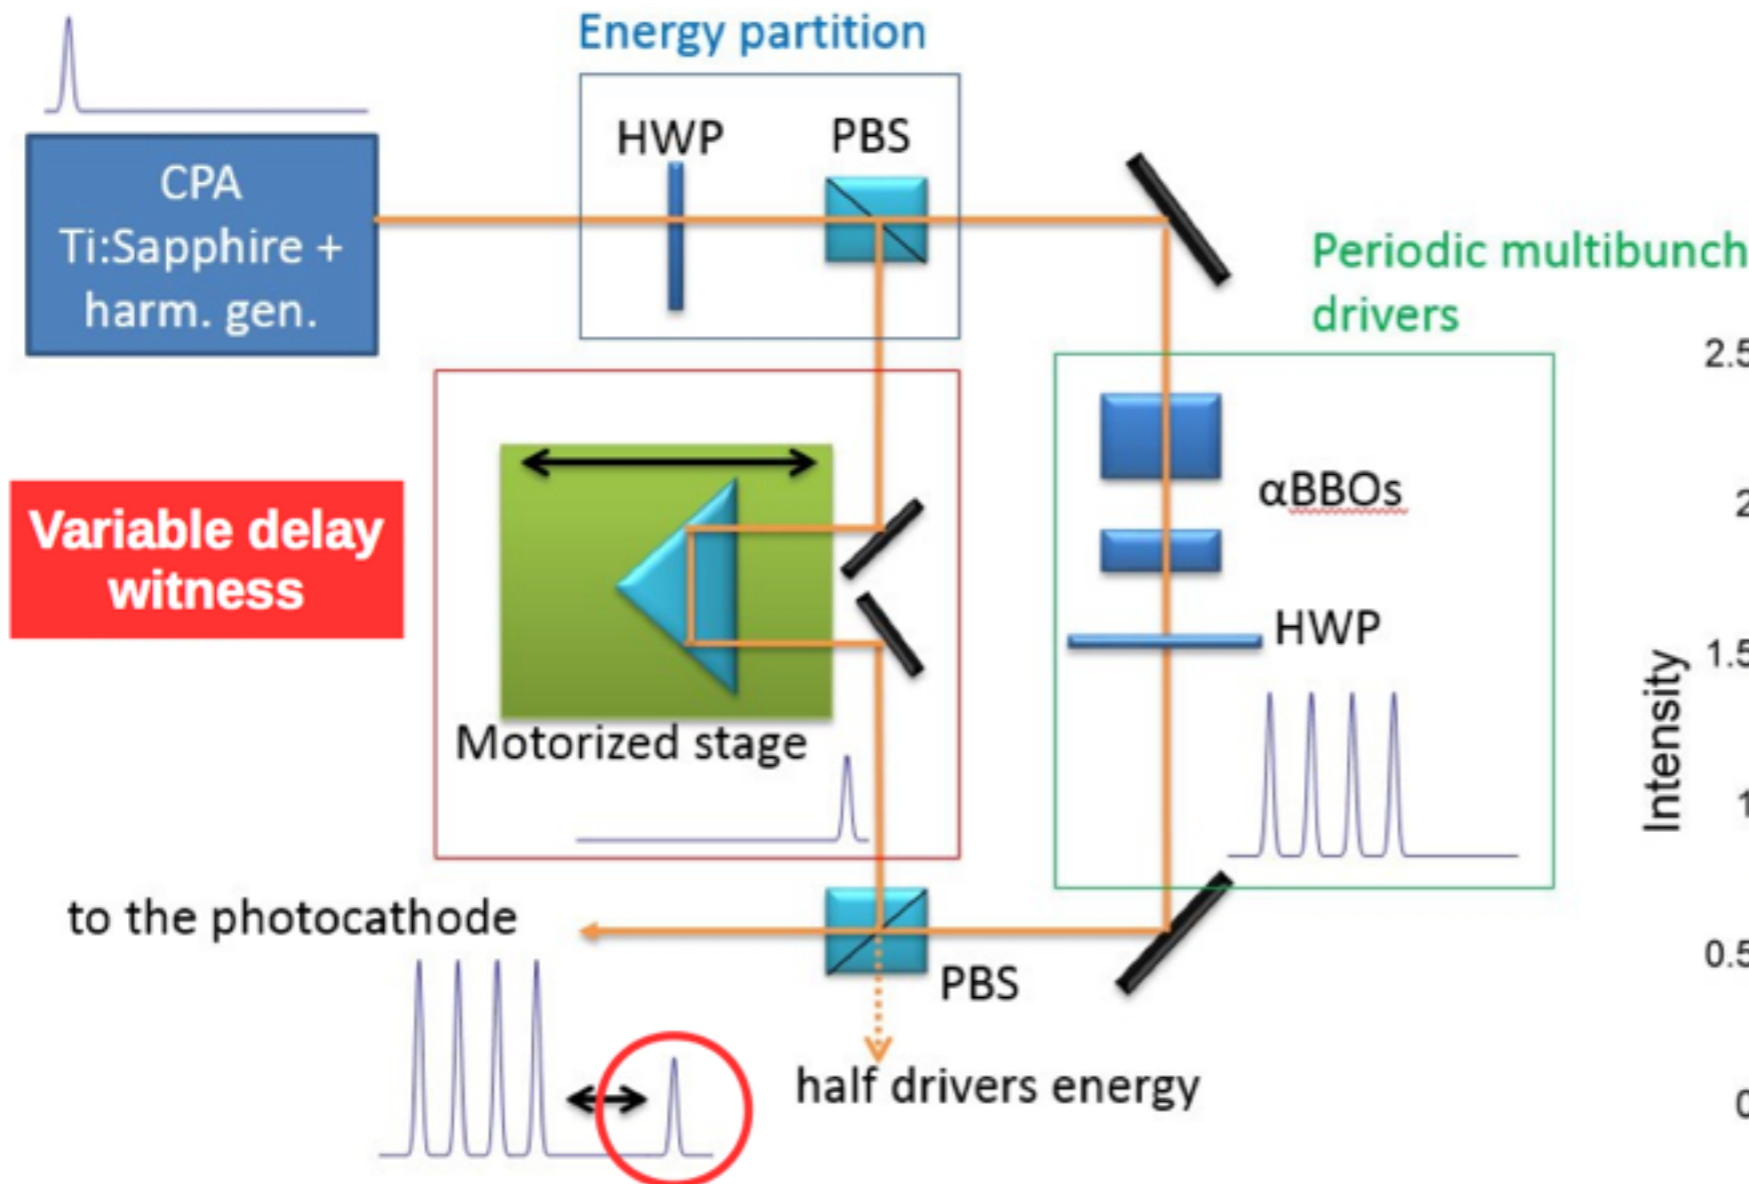 Energy partition
HWP
PBS
CPA
Ti:Sapphire +
harm. gen.
Periodic multibunch
drivers
αBBOs
HWP
Variable delay
witness
Motorized stage
to the photocathode
PBS
half drivers energy
Intensity
2.5
2
1.5
1
0.5
0